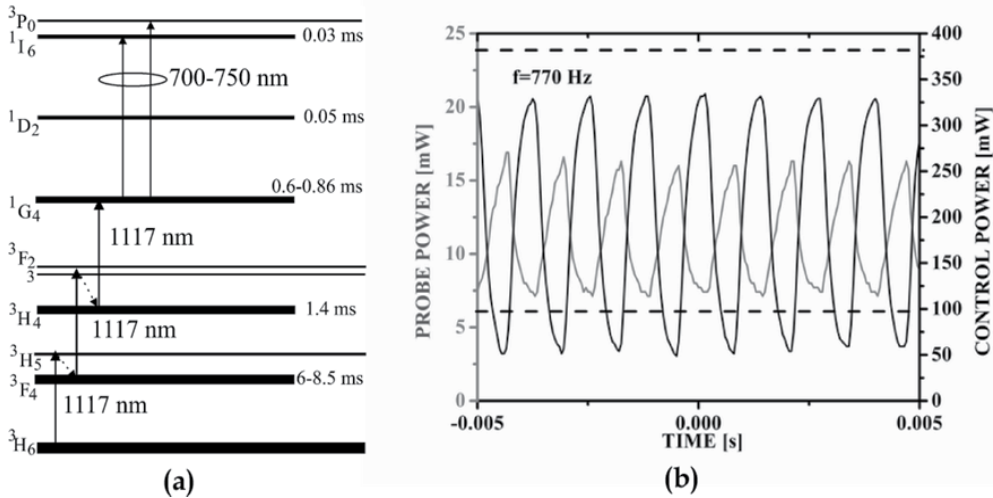 ³P₀
¹I₆
0.03 ms
700-750 nm
¹D₂
0.05 ms
0.6-0.86 ms
¹G₄
1117 nm
³F₂
3
³H₄
1.4 ms
1117 nm
³H₅
³F₄
6-8.5 ms
1117 nm
³H₆
(a)
f=770 Hz
PROBE POWER [mW]
25
20
15
10
5
0
CONTROL POWER [mW]
400
350
300
250
200
150
100
50
0
-0.005
0.000
0.005
TIME [s]
(b)